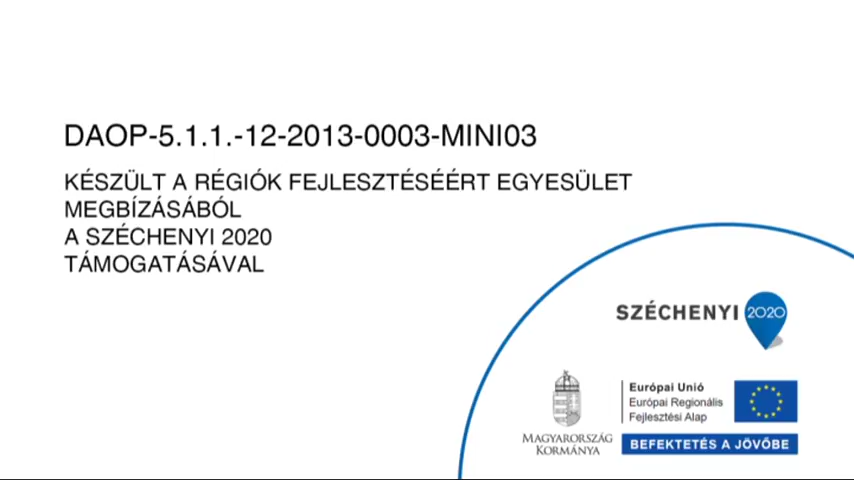 DAOP-5.1.1.-12-2013-0003-MINI03
KÉSZÜLT A RÉGIÓK FEJLESZTÉSÉÉRT EGYESÜLET
MEGBÍZÁSÁBÓL
A SZÉCHENYI 2020
TÁMOGATÁSÁVAL
SZÉCHENYI 2020
Európai Unió
Európai Regionális
Fejlesztési Alap
MAGYARORSZÁG
KORMÁNYA
BEFEKTETÉS A JÖVŐBE